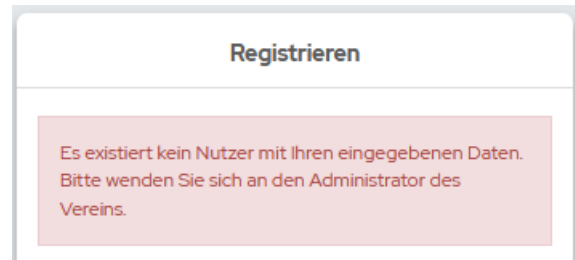 Registrieren
Es existiert kein Nutzer mit Ihren eingegebenen Daten.
Bitte wenden Sie sich an den Administrator des
Vereins.